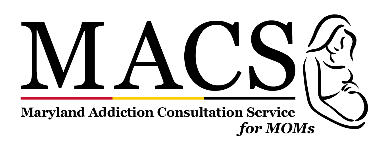 MACS
Maryland Addiction Consultation Service
for MOMs